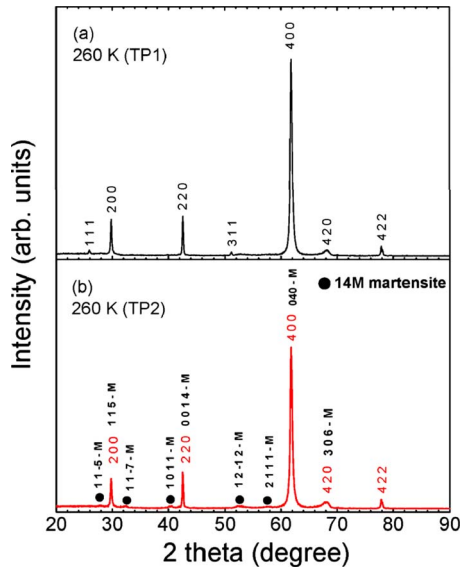 (a)
260 K (TP1)
111
200
220
311
400
420
422
(b)
260 K (TP2)
14M martensite
11-5-M
200 115-M
11-7-M
1011-M
220 0014-M
12-12-M
2111-M
400 040-M
420 306-M
422
20 30 40 50 60 70 80 90
2 theta (degree)
Intensity (arb. units)